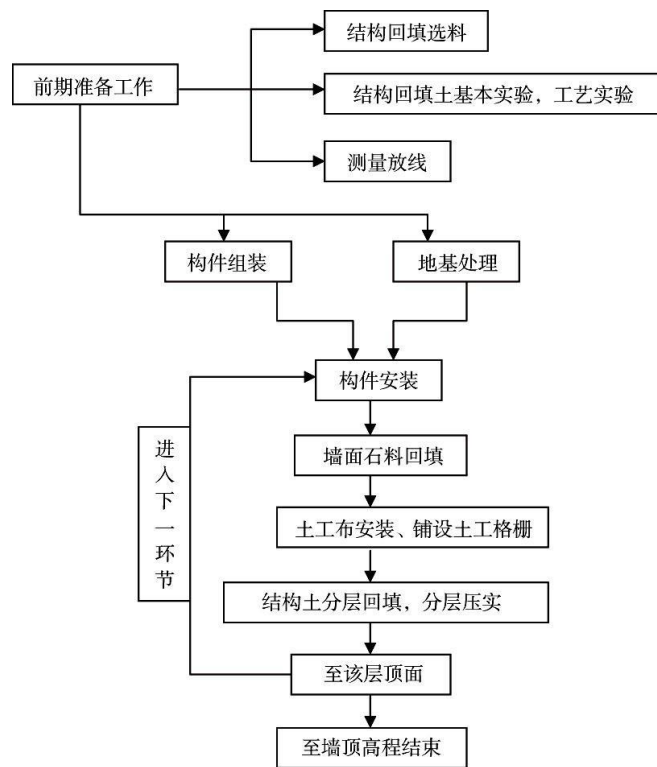 结构回填选料
前期准备工作
结构回填土基本实验，工艺实验
测量放线
构件组装
地基处理
构件安装
进入下一环节
墙面石料回填
土工布安装、铺设土工格栅
结构土分层回填，分层压实
至该层顶面
至墙顶高程结束